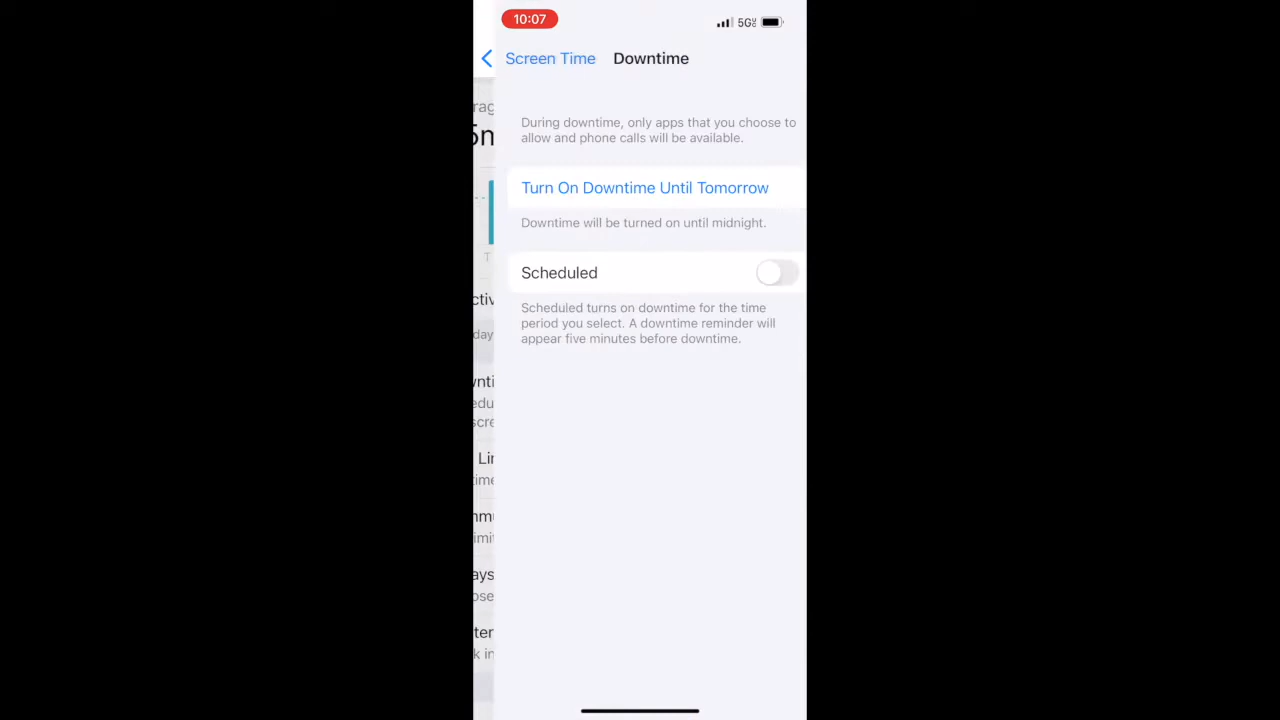 10:07
5G
Screen Time
Downtime
During downtime, only apps that you choose to
allow and phone calls will be available.
Turn On Downtime Until Tomorrow
Downtime will be turned on until midnight.
Scheduled
Scheduled turns on downtime for the time
period you select. A downtime reminder will
appear five minutes before downtime.